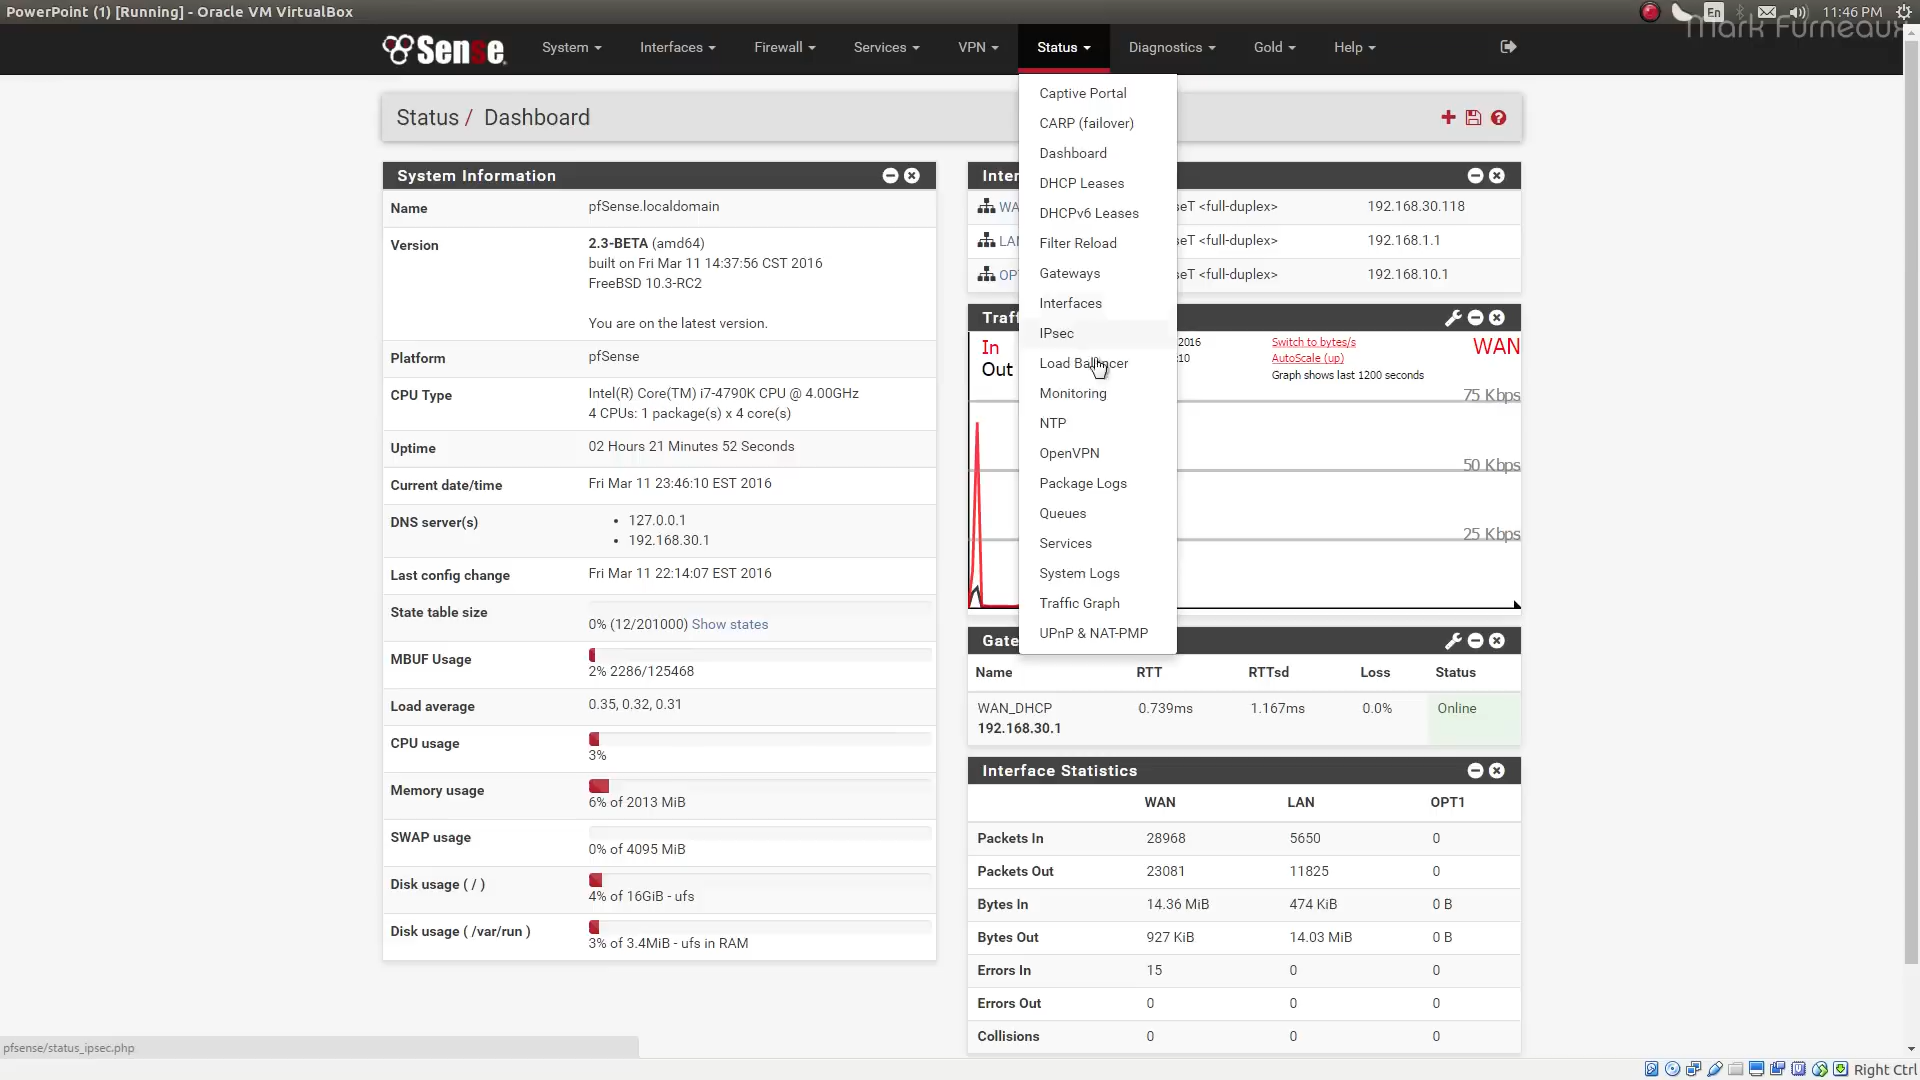 PowerPoint (1) [Running] - Oracle VM VirtualBox
En
11:46 PM
Mark Furneaux
Sense
System
Interfaces
Firewall
Services
VPN
Status
Diagnostics
Gold
Help
Captive Portal
CARP (failover)
Dashboard
DHCP Leases
DHCPv6 Leases
Filter Reload
Gateways
Interfaces
IPsec
Load Balancer
Monitoring
NTP
OpenVPN
Package Logs
Queues
Services
System Logs
Traffic Graph
UPnP & NAT-PMP
Status / Dashboard
System Information
Name pfSense.localdomain
Version 2.3-BETA (amd64)
built on Fri Mar 11 14:37:56 CST 2016
FreeBSD 10.3-RC2
You are on the latest version.
Platform pfSense
CPU Type Intel(R) Core(TM) i7-4790K CPU @ 4.00GHz
4 CPUs: 1 package(s) x 4 core(s)
Uptime 02 Hours 21 Minutes 52 Seconds
Current date/time Fri Mar 11 23:46:10 EST 2016
DNS server(s) • 127.0.0.1
• 192.168.30.1
Last config change Fri Mar 11 22:14:07 EST 2016
State table size
0% (12/201000) Show states
MBUF Usage
2% 2286/125468
Load average 0.35, 0.32, 0.31
CPU usage
3%
Memory usage
6% of 2013 MiB
SWAP usage
0% of 4095 MiB
Disk usage ( / )
4% of 16GiB - ufs
Disk usage ( /var/run )
3% of 3.4MiB - ufs in RAM
Inter
WA seT <full-duplex> 192.168.30.118
LAN seT <full-duplex> 192.168.1.1
OPT seT <full-duplex> 192.168.10.1
Traff
In
Out
2016
:10
Switch to bytes/s
AutoScale (up)
Graph shows last 1200 seconds
WAN
75 Kbps
50 Kbps
25 Kbps
Gate
Name RTT RTTsd Loss Status
WAN_DHCP 0.739ms 1.167ms 0.0% Online
192.168.30.1
Interface Statistics
WAN LAN OPT1
Packets In 28968 5650 0
Packets Out 23081 11825 0
Bytes In 14.36 MiB 474 KiB 0 B
Bytes Out 927 KiB 14.03 MiB 0 B
Errors In 15 0 0
Errors Out 0 0 0
Collisions 0 0 0
pfsense/status_ipsec.php
Right Ctrl